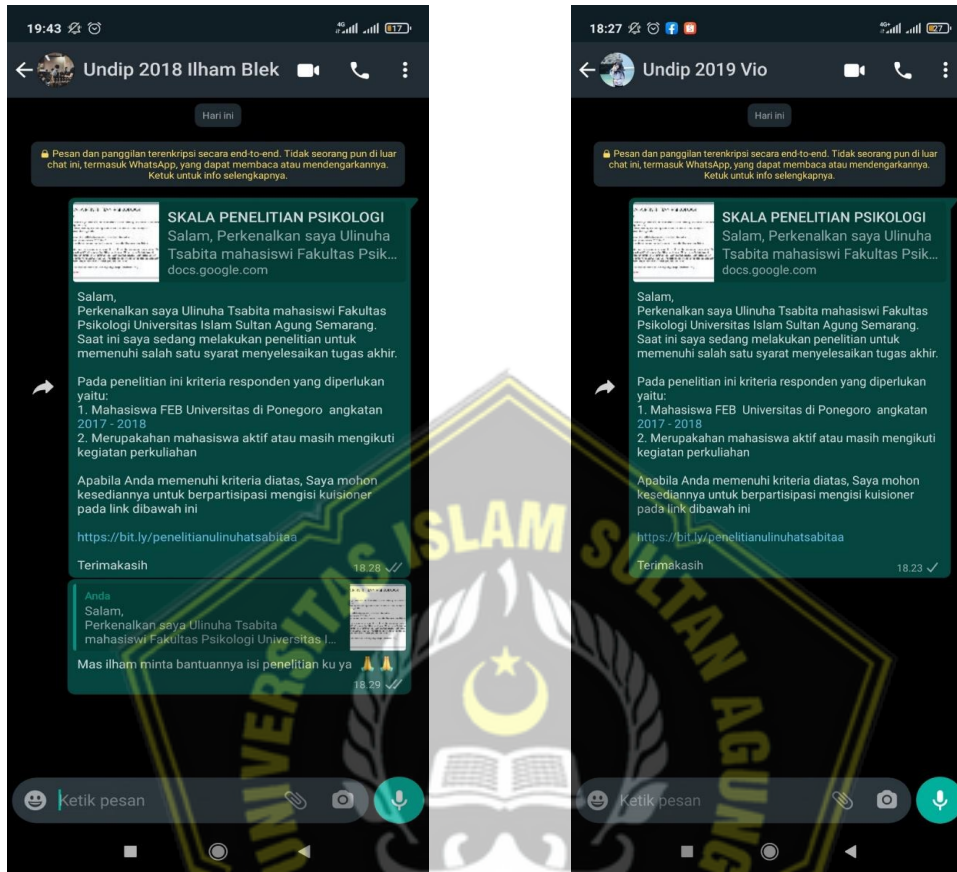 19:43
4G
17
Undip 2018 Ilham Blek
Hari ini
Pesan dan panggilan terenkripsi secara end-to-end. Tidak seorang pun di luar
chat ini, termasuk WhatsApp, yang dapat membaca atau mendengarkannya.
Ketuk untuk info selengkapnya.
SKALA PENELITIAN PSIKOLOGI
Salam, Perkenalkan saya Ulinuha
Tsabita mahasiswi Fakultas Psik...
docs.google.com
Salam,
Perkenalkan saya Ulinuha Tsabita mahasiswi Fakultas
Psikologi Universitas Islam Sultan Agung Semarang.
Saat ini saya sedang melakukan penelitian untuk
memenuhi salah satu syarat menyelesaikan tugas akhir.
Pada penelitian ini kriteria responden yang diperlukan
yaitu:
1. Mahasiswa FEB Universitas di Ponegoro angkatan
2017 - 2018
2. Merupakahan mahasiswa aktif atau masih mengikuti
kegiatan perkuliahan
Apabila Anda memenuhi kriteria diatas, Saya mohon
kesediannya untuk berpartisipasi mengisi kuisioner
pada link dibawah ini
https://bit.ly/penelitianulinuhatsabitaa
Terimakasih
18.28
Anda
Salam,
Perkenalkan saya Ulinuha Tsabita
mahasiswi Fakultas Psikologi Universitas I...
Mas ilham minta bantuannya isi penelitian ku ya 🙏🙏
18.29
Ketik pesan
18:27
4G+
27
Undip 2019 Vio
Hari ini
Pesan dan panggilan terenkripsi secara end-to-end. Tidak seorang pun di luar
chat ini, termasuk WhatsApp, yang dapat membaca atau mendengarkannya.
Ketuk untuk info selengkapnya.
SKALA PENELITIAN PSIKOLOGI
Salam, Perkenalkan saya Ulinuha
Tsabita mahasiswi Fakultas Psik...
docs.google.com
Salam,
Perkenalkan saya Ulinuha Tsabita mahasiswi Fakultas
Psikologi Universitas Islam Sultan Agung Semarang.
Saat ini saya sedang melakukan penelitian untuk
memenuhi salah satu syarat menyelesaikan tugas akhir.
Pada penelitian ini kriteria responden yang diperlukan
yaitu:
1. Mahasiswa FEB Universitas di Ponegoro angkatan
2017 - 2018
2. Merupakahan mahasiswa aktif atau masih mengikuti
kegiatan perkuliahan
Apabila Anda memenuhi kriteria diatas, Saya mohon
kesediannya untuk berpartisipasi mengisi kuisioner
pada link dibawah ini
https://bit.ly/penelitianulinuhatsabitaa
Terimakasih
18.23
Ketik pesan
UNIVERSITAS ISLAM SULTAN AGUNG